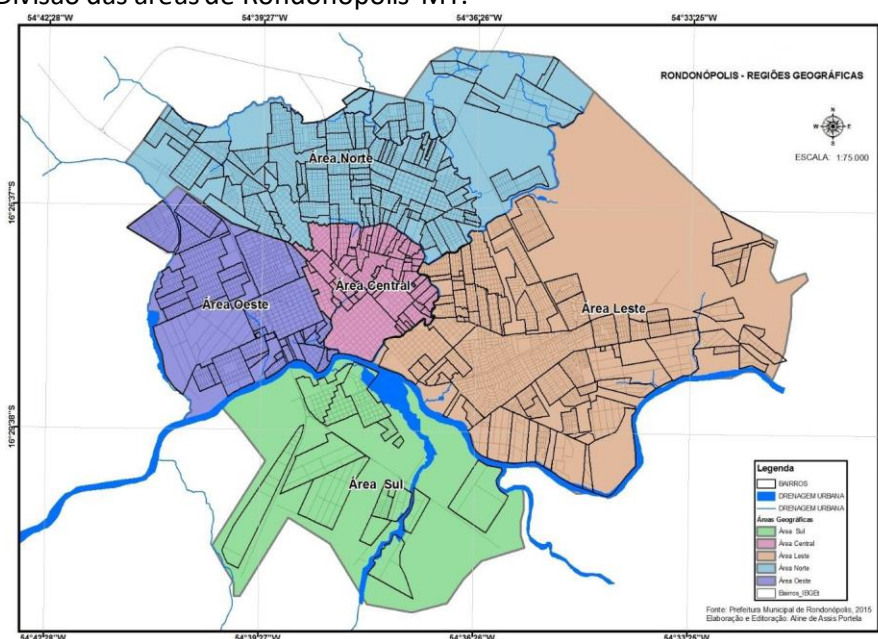 Divisão das áreas de Rondonópolis-MT.
54°42'28"W 54°39'27"W 54°36'26"W 54°33'25"W
RONDONÓPOLIS - REGIÕES GEOGRÁFICAS
N
W E
S
ESCALA: 1:75.000
Área Norte
16°26'37"S
Área Central
Área Oeste
Área Leste
16°29'38"S
Área Sul
Legenda
BAIRROS
DRENAGEM URBANA
DRENAGEM URBANA
Áreas Geográficas
Área Sul
Área Central
Área Leste
Área Norte
Área Oeste
Bairros_IBGEt
Fonte: Prefeitura Municipal de Rondonópolis, 2015
Elaboração e Editoração: Aline de Assis Portela
54°42'28"W 54°39'27"W 54°36'26"W 54°33'25"W